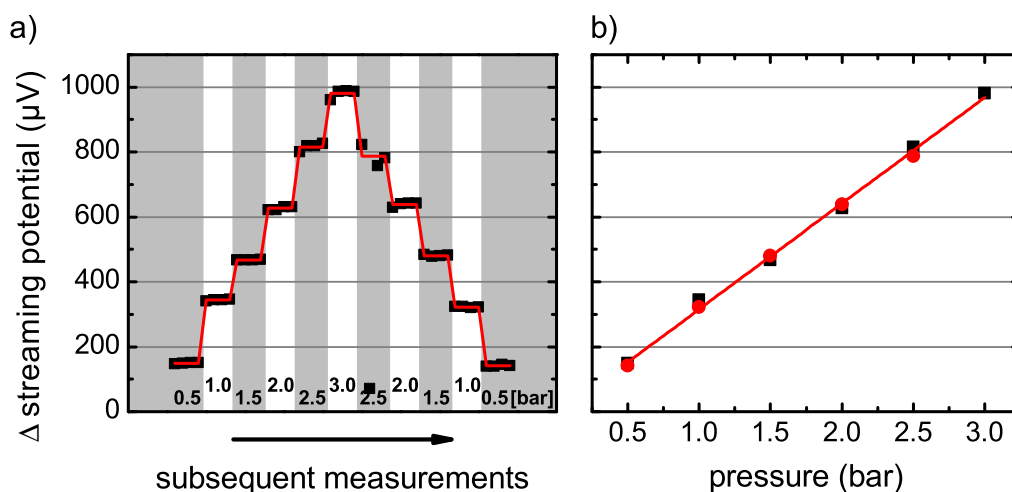 a)
Δ streaming potential (µV)
1000
800
600
400
200
0
1.0 2.0 3.0 2.0 1.0
0.5 1.5 2.5 2.5 1.5 0.5 [bar]
subsequent measurements
b)
0.5 1.0 1.5 2.0 2.5 3.0
pressure (bar)